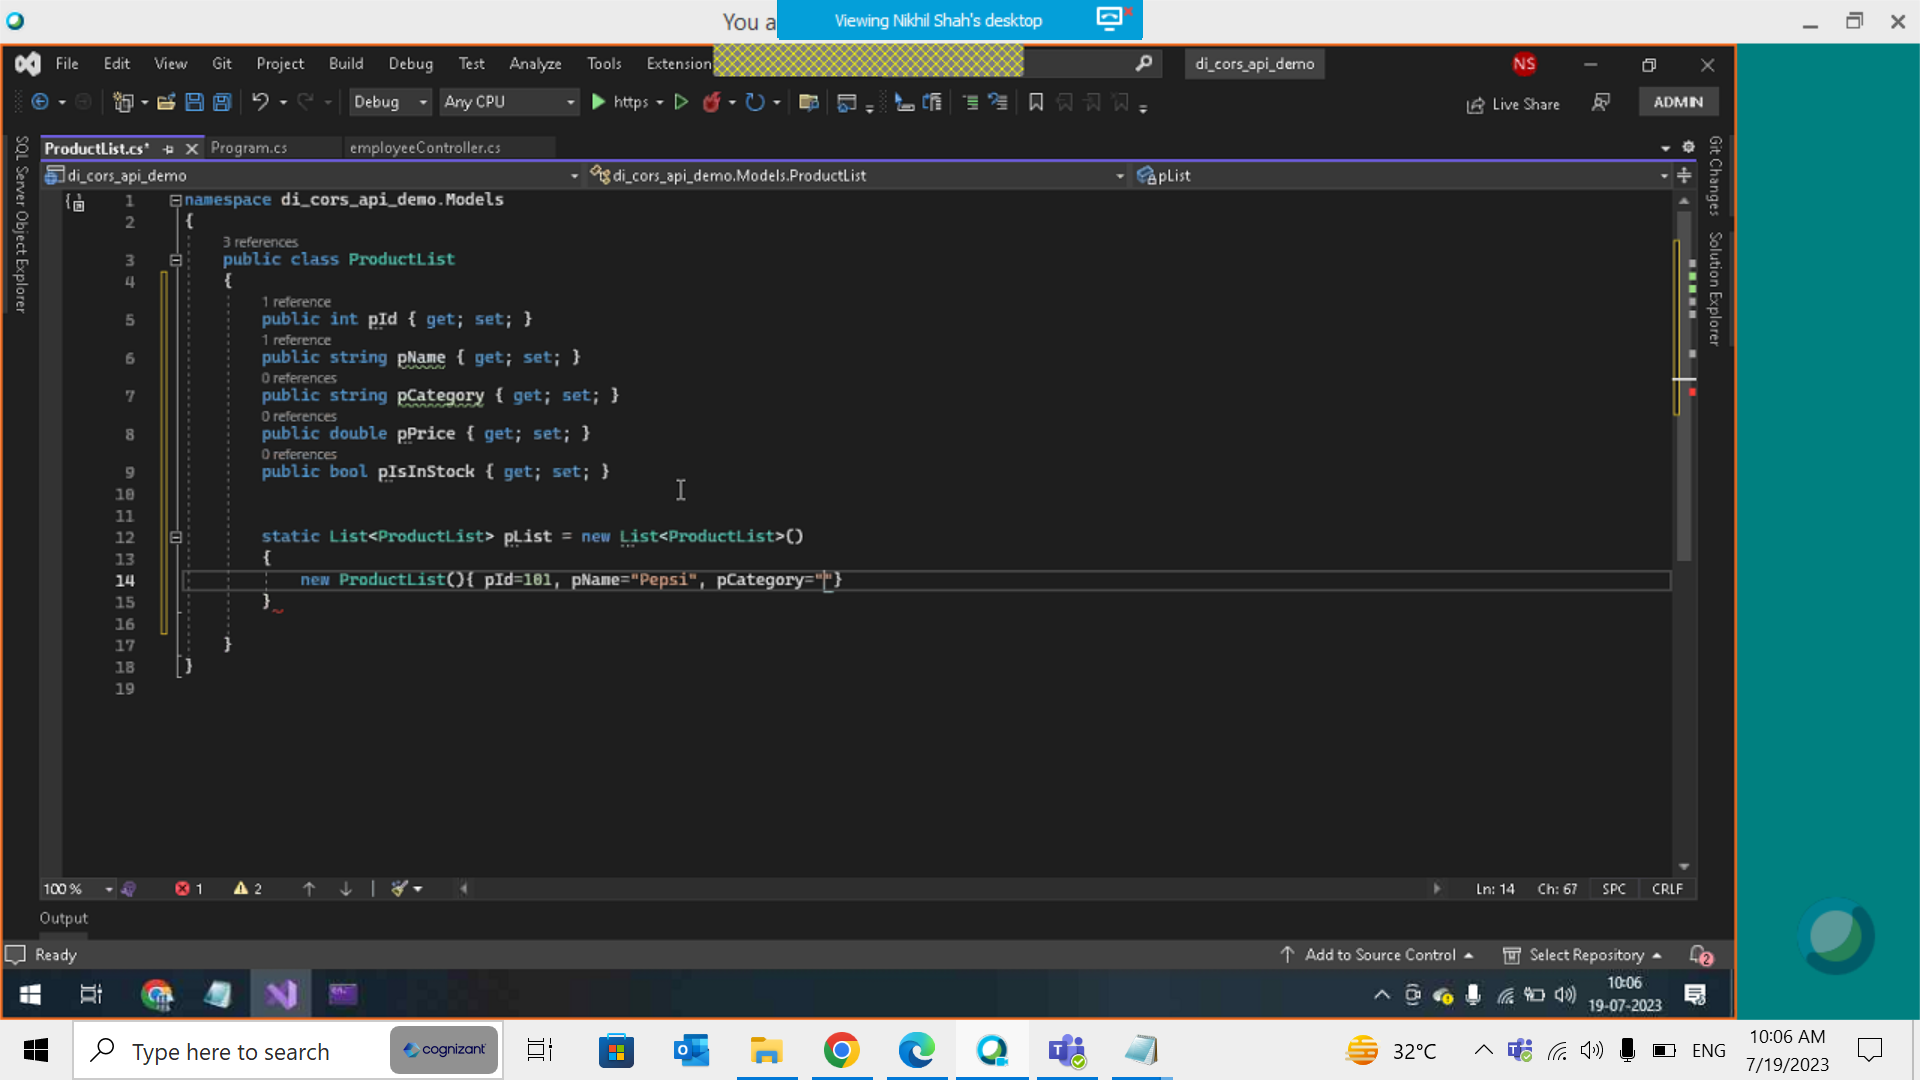 You a
Viewing Nikhil Shah's desktop
File Edit View Git Project Build Debug Test Analyze Tools Extension
di_cors_api_demo
NS
Debug Any CPU https
Live Share
ADMIN
SQL Server Object Explorer
ProductList.cs* Program.cs employeeController.cs
di_cors_api_demo di_cors_api_demo.Models.ProductList pList
Git Changes
Solution Explorer
1 namespace di_cors_api_demo.Models
2 {
3 references
3 public class ProductList
4 {
1 reference
5 public int pId { get; set; }
1 reference
6 public string pName { get; set; }
0 references
7 public string pCategory { get; set; }
0 references
8 public double pPrice { get; set; }
0 references
9 public bool pIsInStock { get; set; }
10
11
12 static List<ProductList> pList = new List<ProductList>()
13 {
14 new ProductList(){ pId=101, pName="Pepsi", pCategory=""}
15 }
16
17 }
18 }
19
100 % 1 2 Ln: 14 Ch: 67 SPC CRLF
Output
Ready Add to Source Control Select Repository 2
10:06
19-07-2023
Type here to search cognizant 32°C ENG
10:06 AM
7/19/2023